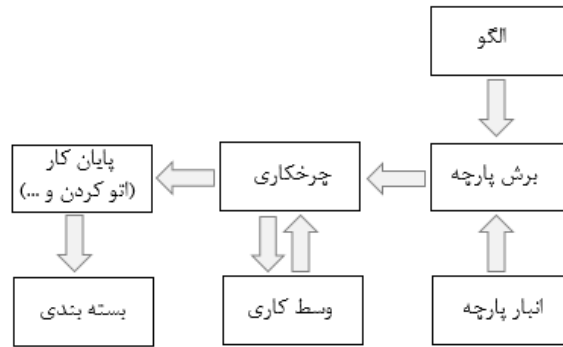 الگو
برش پارچه
چرخکاری
پایان کار
(اتو کردن و ...)
انبار پارچه
وسط کاری
بسته بندی